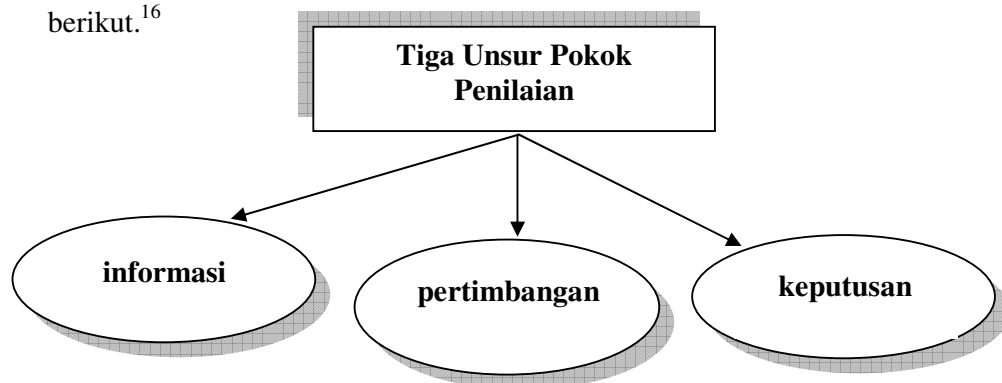 berikut.16
Tiga Unsur Pokok
Penilaian
informasi
pertimbangan
keputusan